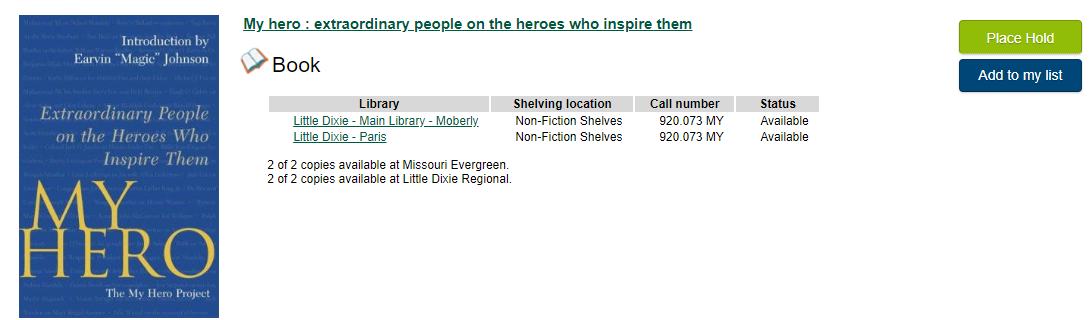 Introduction by
Earvin "Magic" Johnson
Extraordinary People
on the Heroes Who
Inspire Them
MY
HERO
The My Hero Project
My hero : extraordinary people on the heroes who inspire them
Book
Library Shelving location Call number Status
Little Dixie - Main Library - Moberly Non-Fiction Shelves 920.073 MY Available
Little Dixie - Paris Non-Fiction Shelves 920.073 MY Available
2 of 2 copies available at Missouri Evergreen.
2 of 2 copies available at Little Dixie Regional.
Place Hold
Add to my list